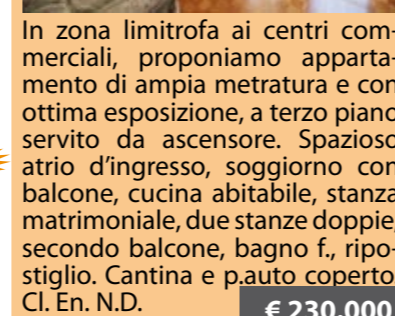 In zona limitrofa ai centri com-
merciali, proponiamo apparta-
mento di ampia metratura e con
ottima esposizione, a terzo piano
servito da ascensore. Spazioso
atrio d'ingresso, soggiorno con
balcone, cucina abitabile, stanza
matrimoniale, due stanze doppie,
secondo balcone, bagno f., ripo-
stiglio. Cantina e p.auto coperto
Cl. En. N.D.
€ 230.000